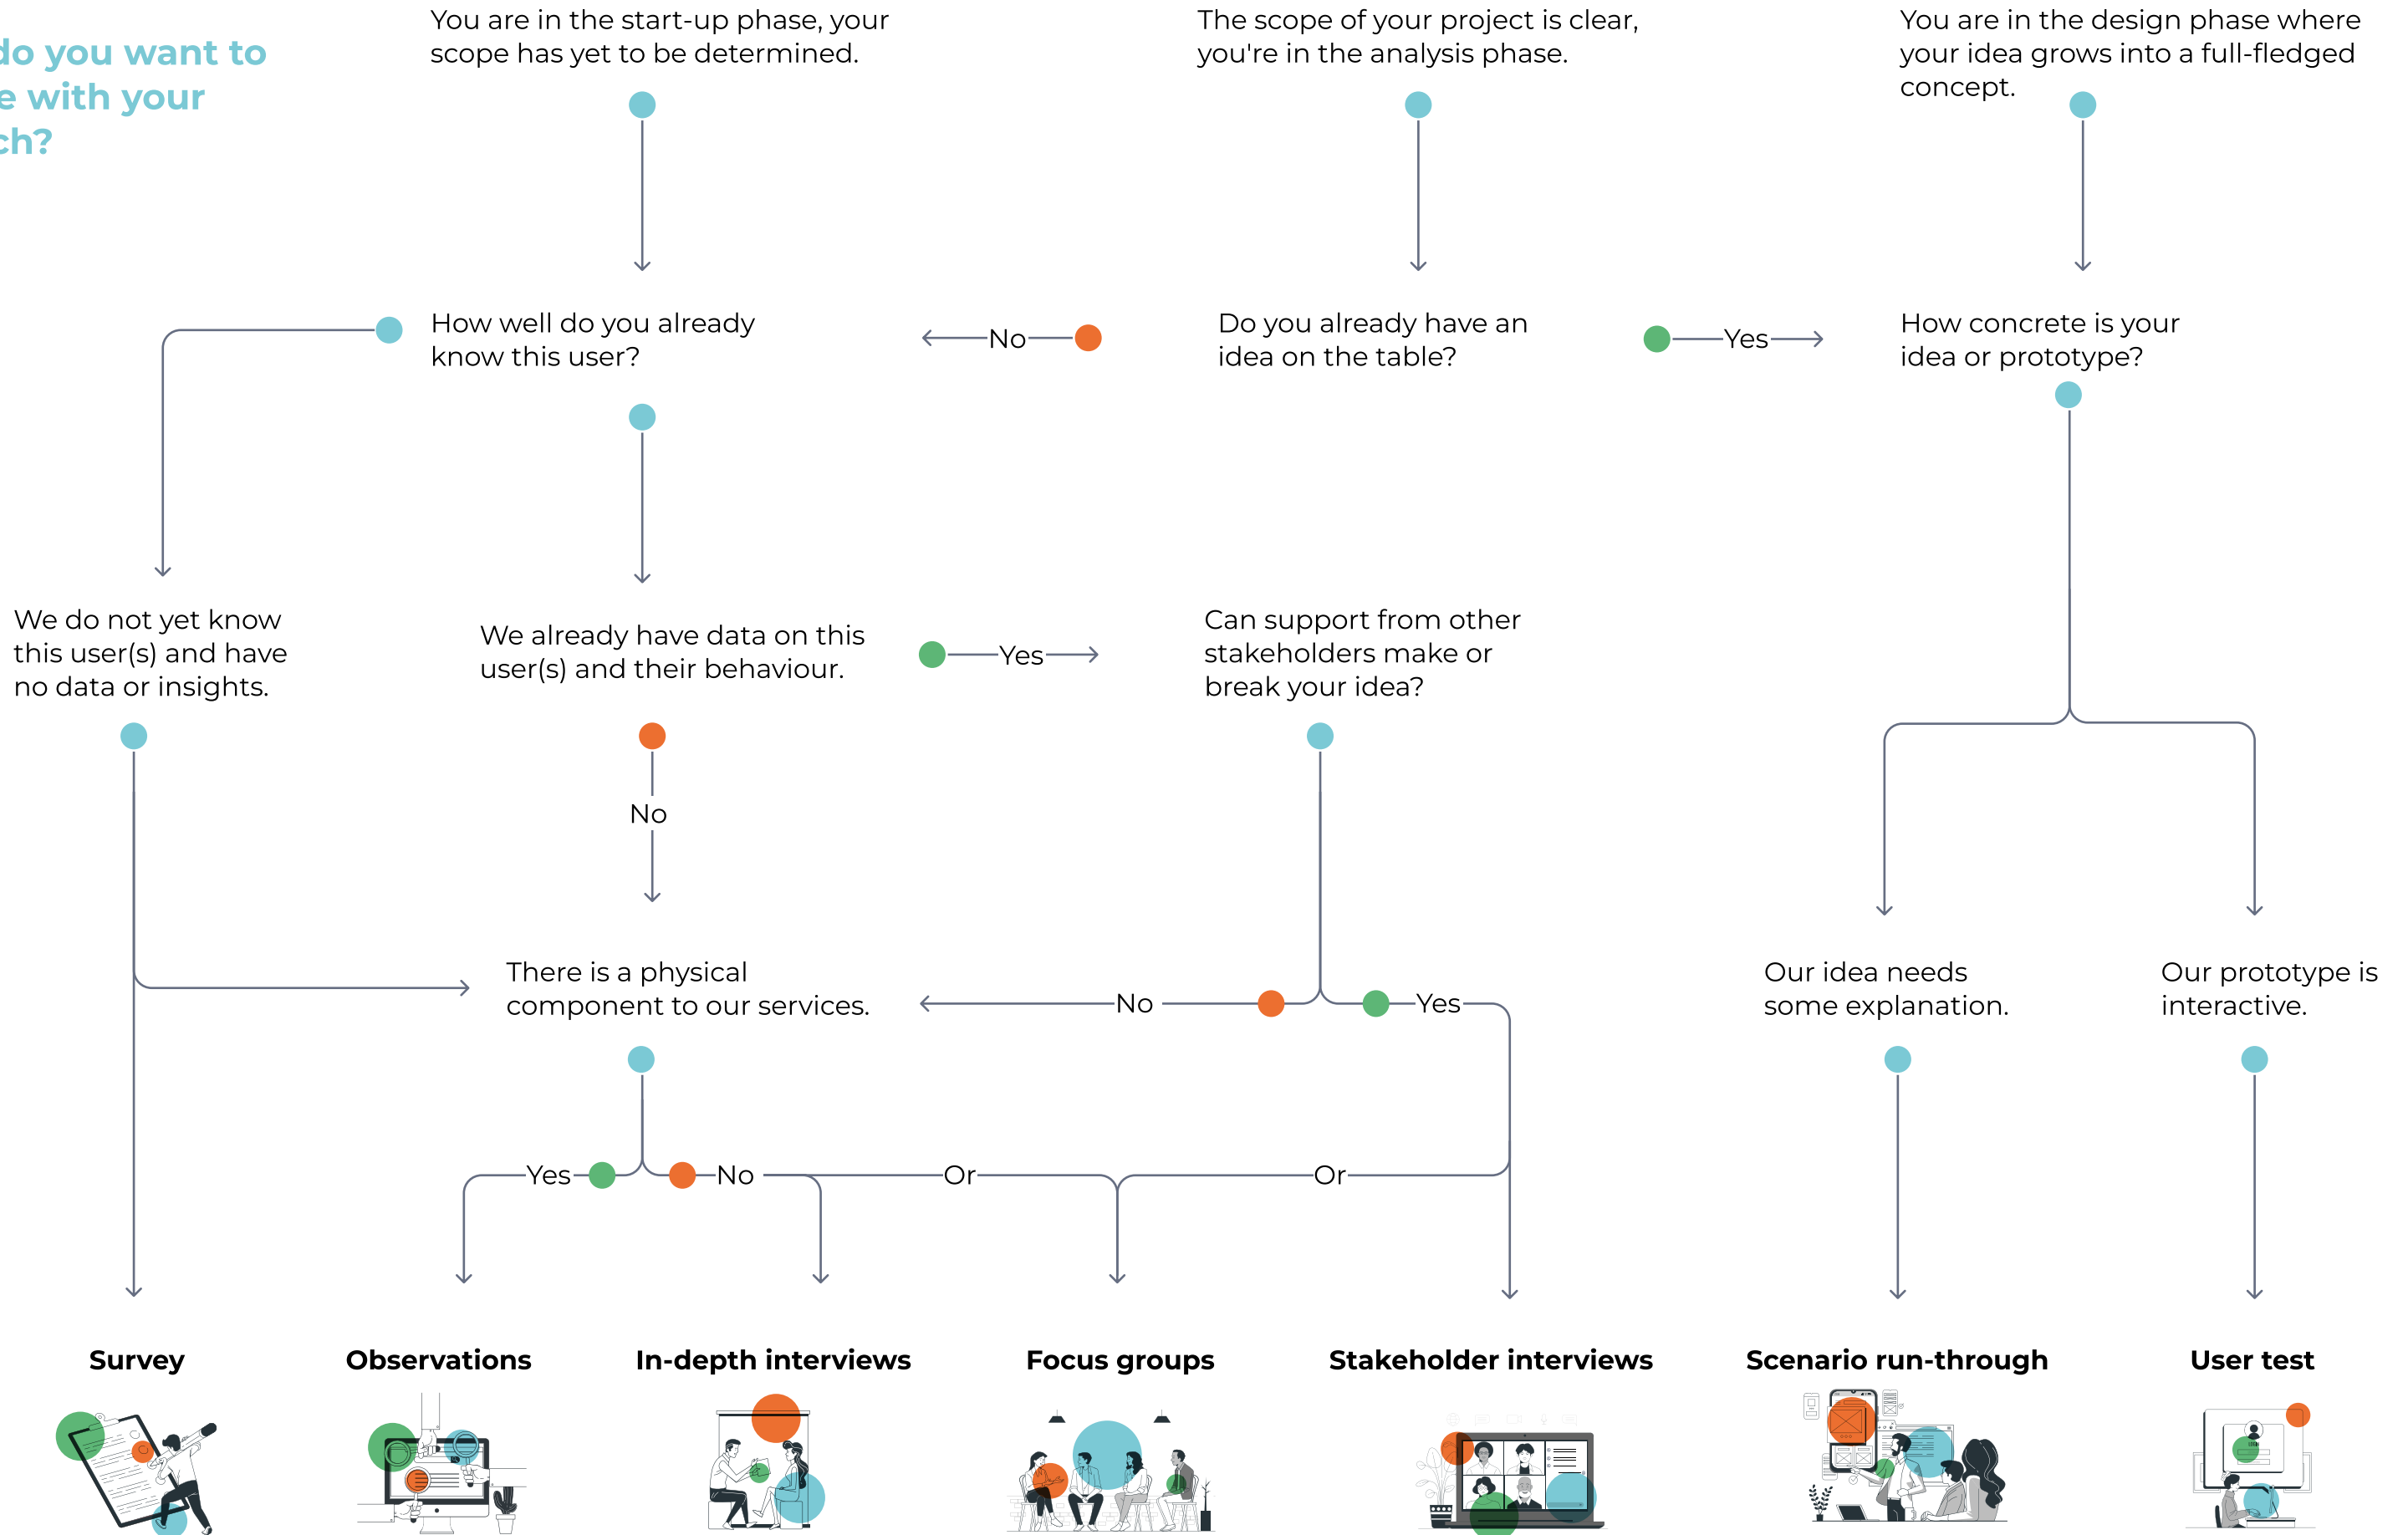 do you want to
e with your
ch?
You are in the start-up phase, your
scope has yet to be determined.
The scope of your project is clear,
you're in the analysis phase.
You are in the design phase where
your idea grows into a full-fledged
concept.
How well do you already
know this user?
No
Do you already have an
idea on the table?
Yes
How concrete is your
idea or prototype?
We do not yet know
this user(s) and have
no data or insights.
We already have data on this
user(s) and their behaviour.
Yes
Can support from other
stakeholders make or
break your idea?
No
There is a physical
component to our services.
No
Yes
Our idea needs
some explanation.
Our prototype is
interactive.
Yes
No
Or
Or
Survey
Observations
In-depth interviews
Focus groups
Stakeholder interviews
Scenario run-through
User test